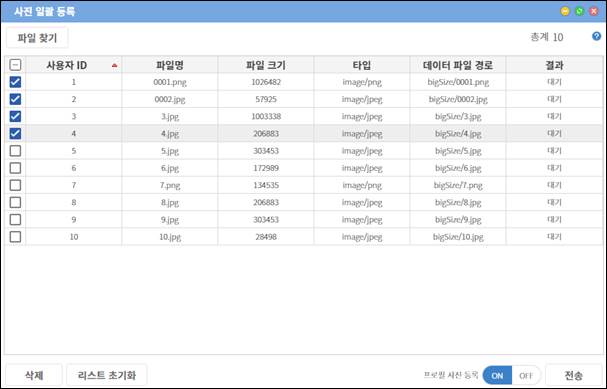 사진 일괄 등록
파일 찾기 총계 10 ?
사용자 ID 파일명 파일 크기 타입 데이터 파일 경로 결과
1 0001.png 1026482 image/png bigSize/0001.png 대기
2 0002.jpg 57925 image/jpeg bigSize/0002.jpg 대기
3 3.jpg 1003338 image/jpeg bigSize/3.jpg 대기
4 4.jpg 206883 image/jpeg bigSize/4.jpg 대기
5 5.jpg 303453 image/jpeg bigSize/5.jpg 대기
6 6.jpg 172989 image/jpeg bigSize/6.jpg 대기
7 7.png 134535 image/png bigSize/7.png 대기
8 8.jpg 206883 image/jpeg bigSize/8.jpg 대기
9 9.jpg 303453 image/jpeg bigSize/9.jpg 대기
10 10.jpg 28498 image/jpeg bigSize/10.jpg 대기
삭제 리스트 초기화 프로필 사진 등록 ON OFF 전송